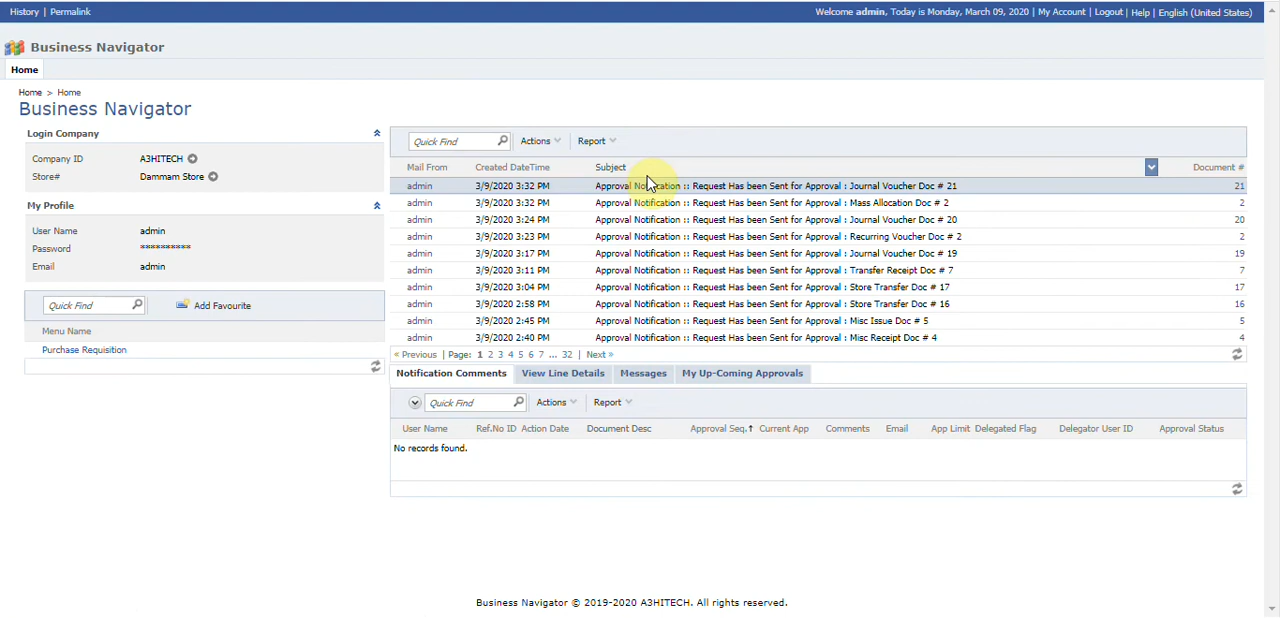 History | Permalink
Welcome admin, Today is Monday, March 09, 2020 | My Account | Logout | Help | English (United States)
Business Navigator
Home
Home > Home
Business Navigator
Login Company
Company ID A3HITECH
Store# Dammam Store
My Profile
User Name admin
Password **********
Email admin
Quick Find Add Favourite
Menu Name
Purchase Requisition
Quick Find Actions Report
Mail From Created DateTime Subject Document #
admin 3/9/2020 3:32 PM Approval Notification :: Request Has been Sent for Approval : Journal Voucher Doc # 21 21
admin 3/9/2020 3:32 PM Approval Notification :: Request Has been Sent for Approval : Mass Allocation Doc # 2 2
admin 3/9/2020 3:24 PM Approval Notification :: Request Has been Sent for Approval : Journal Voucher Doc # 20 20
admin 3/9/2020 3:23 PM Approval Notification :: Request Has been Sent for Approval : Recurring Voucher Doc # 2 2
admin 3/9/2020 3:17 PM Approval Notification :: Request Has been Sent for Approval : Journal Voucher Doc # 19 19
admin 3/9/2020 3:11 PM Approval Notification :: Request Has been Sent for Approval : Transfer Receipt Doc # 7 7
admin 3/9/2020 3:04 PM Approval Notification :: Request Has been Sent for Approval : Store Transfer Doc # 17 17
admin 3/9/2020 2:58 PM Approval Notification :: Request Has been Sent for Approval : Store Transfer Doc # 16 16
admin 3/9/2020 2:45 PM Approval Notification :: Request Has been Sent for Approval : Misc Issue Doc # 5 5
admin 3/9/2020 2:40 PM Approval Notification :: Request Has been Sent for Approval : Misc Receipt Doc # 4 4
« Previous | Page: 1 2 3 4 5 6 7 ... 32 | Next »
Notification Comments View Line Details Messages My Up-Coming Approvals
Quick Find Actions Report
User Name Ref.No ID Action Date Document Desc Approval Seq.↑ Current App Comments Email App Limit Delegated Flag Delegator User ID Approval Status
No records found.
Business Navigator © 2019-2020 A3HITECH. All rights reserved.